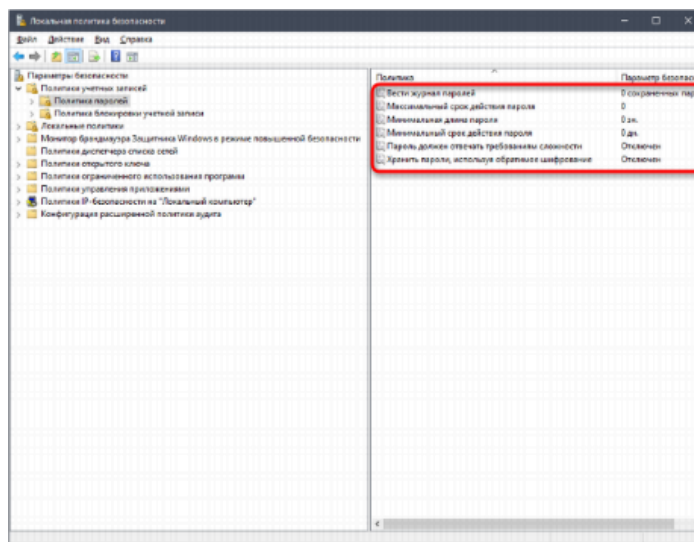 Локальная политика безопасности
Файл Действие Вид Справка
Параметры безопасности
Политики учетных записей
Политика паролей
Политика блокировки учетной записи
Локальные политики
Монитор брандмауэра Защитника Windows в режиме повышенной безопасности
Политики диспетчера списка сетей
Политики открытого ключа
Политики ограниченного использования программ
Политики управления приложениями
Политики IP-безопасности на "Локальный компьютер"
Конфигурация расширенной политики аудита
Политика Параметр безопас
Вести журнал паролей 0 сохраненных пар
Максимальный срок действия пароля 0
Минимальная длина пароля 0 зн.
Минимальный срок действия пароля 0 дн.
Пароль должен отвечать требованиям сложности Отключен
Хранить пароли, используя обратимое шифрование Отключен